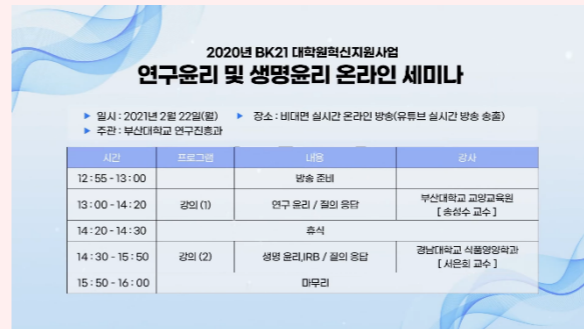 2020년 BK21 대학원혁신지원사업
연구윤리 및 생명윤리 온라인 세미나
▶ 일시 : 2021년 2월 22일(월) ▶ 장소 : 비대면 실시간 온라인 방송(유튜브 실시간 방송 송출)
▶ 주관 : 부산대학교 연구진흥과
시간 프로그램 내용 강사
12:55 - 13:00 방송 준비
13:00 - 14:20 강의 (1) 연구 윤리 / 질의 응답 부산대학교 교양교육원
[ 송성수 교수 ]
14:20 - 14:30 휴식
14:30 - 15:50 강의 (2) 생명 윤리,IRB / 질의 응답 경남대학교 식품영양학과
[ 서은희 교수 ]
15:50 - 16:00 마무리